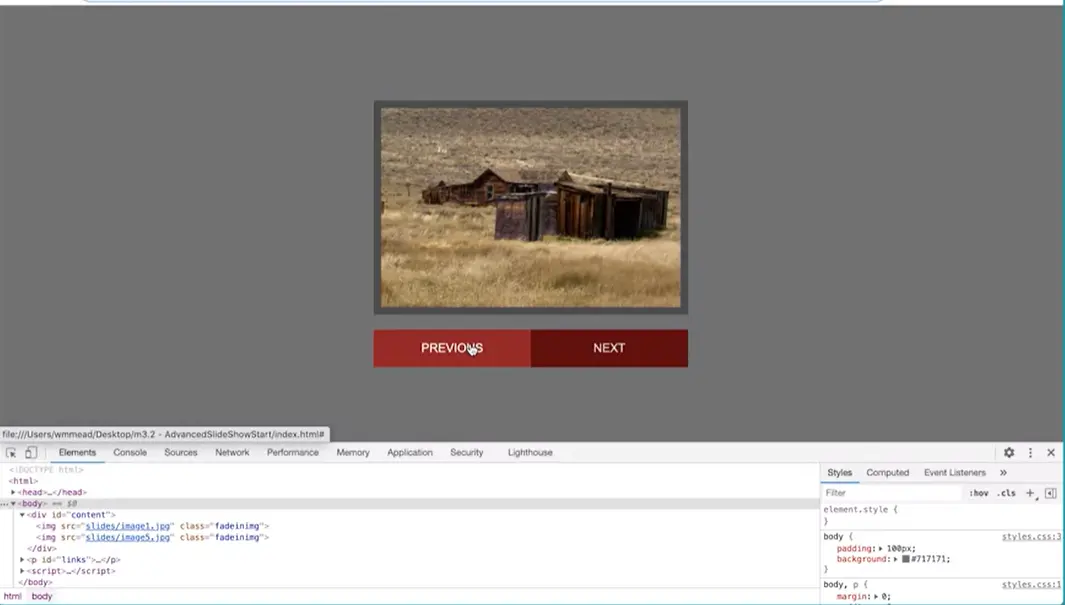 PREVIOUS NEXT
file:///Users/wmmead/Desktop/m3.2 - AdvancedSlideShowStart/index.html#
Elements Console Sources Network Performance Memory Application Security Lighthouse
<!DOCTYPE html>
<html>
▶<head>…</head>
…▼<body> == $0
▼<div id="content">
<img src="slides/image1.jpg" class="fadeinimg">
<img src="slides/image5.jpg" class="fadeinimg">
</div>
▶<p id="links">…</p>
▶<script>…</script>
</body>
html body
Styles Computed Event Listeners »
Filter :hov .cls +
element.style {
}
body { styles.css:3
padding:▶ 100px;
background:▶ #717171;
}
body, p { styles.css:1
margin:▶ 0;